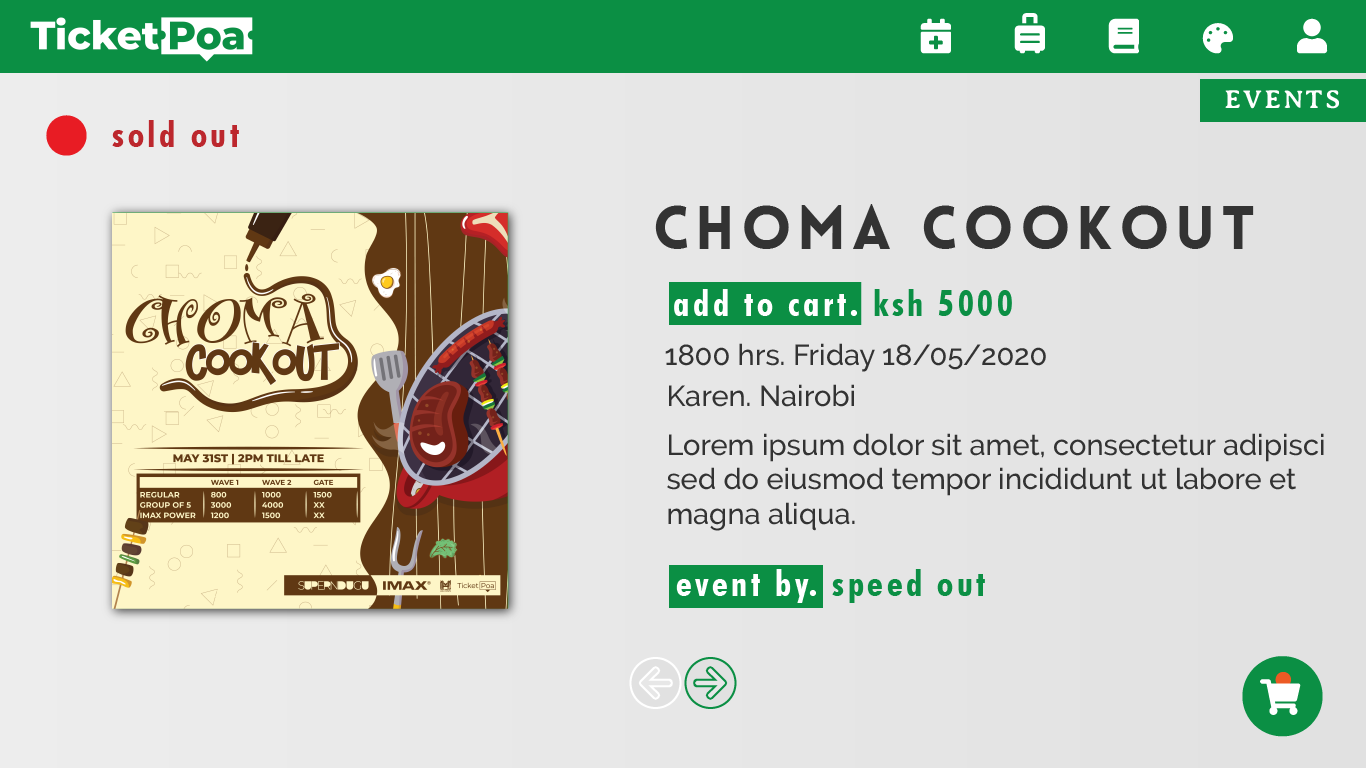 TicketPoa
EVENTS
sold out
CHOMA COOKOUT
add to cart. ksh 5000
1800 hrs. Friday 18/05/2020
Karen. Nairobi
Lorem ipsum dolor sit amet, consectetur adipisci
sed do eiusmod tempor incididunt ut labore et
magna aliqua.
event by. speed out
CHOMA
COOKOUT
MAY 31ST | 2PM TILL LATE
WAVE 1 WAVE 2 GATE
REGULAR 800 1000 1500
GROUP OF 5 3000 4000 XX
IMAX POWER 1200 1500 XX
SUPERNDUGU IMAX® TicketPoa